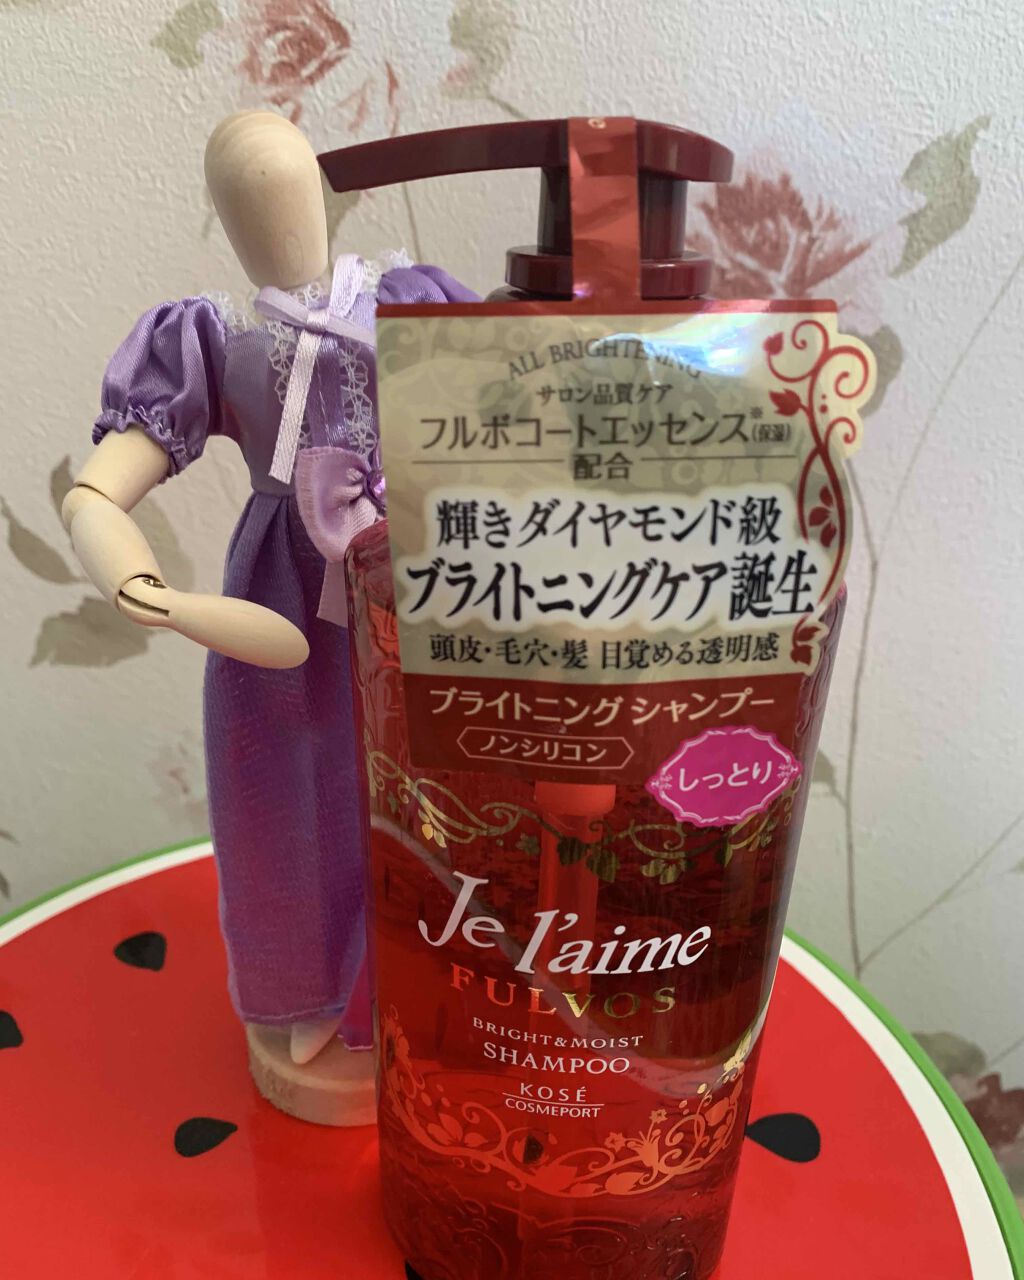 ALL BRIGHTENING
サロン品質ケア
フルボコートエッセンス※(保湿)
配合
輝きダイヤモンド級
ブライトニングケア誕生
頭皮・毛穴・髪 目覚める透明感
ブライトニング シャンプー
ノンシリコン
しっとり
Je l'aime
FULVOS
BRIGHT&MOIST
SHAMPOO
KOSÉ
COSMEPORT